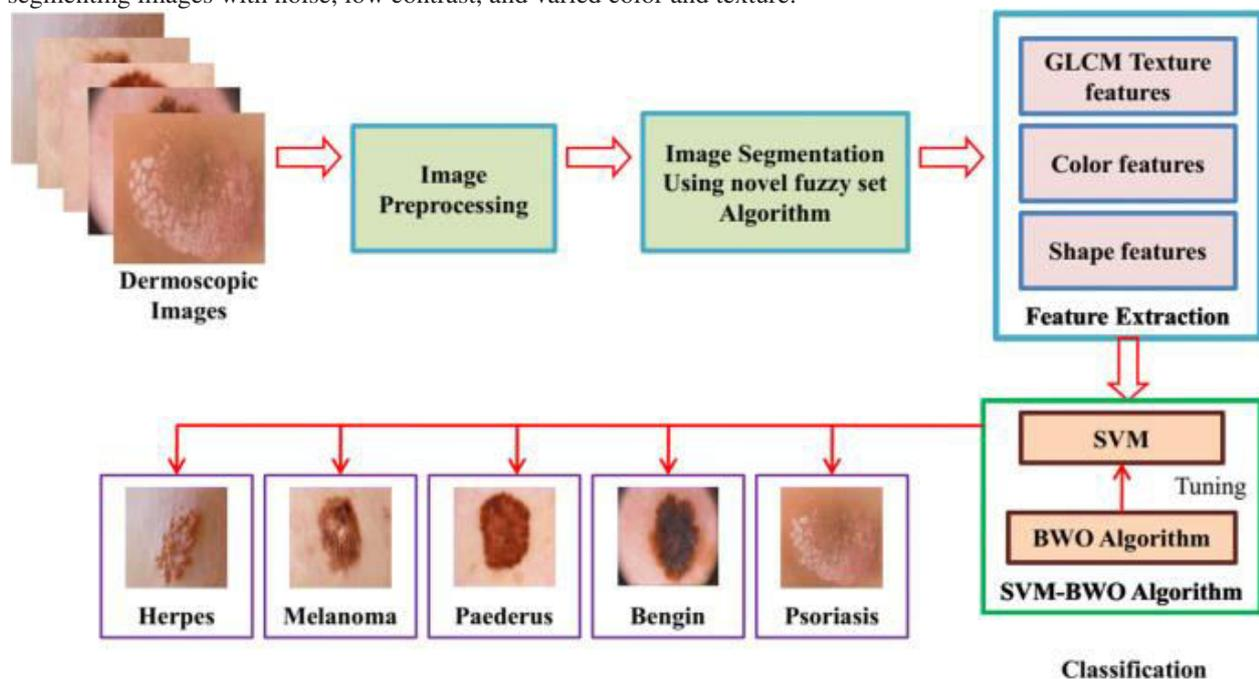 segmenting images with noise, low contrast, and varied color and texture.
GLCM Texture
features
Color features
Shape features
Feature Extraction
Image
Preprocessing
Image Segmentation
Using novel fuzzy set
Algorithm
Dermoscopic
Images
SVM
Tuning
BWO Algorithm
SVM-BWO Algorithm
Herpes
Melanoma
Paederus
Bengin
Psoriasis
Classification